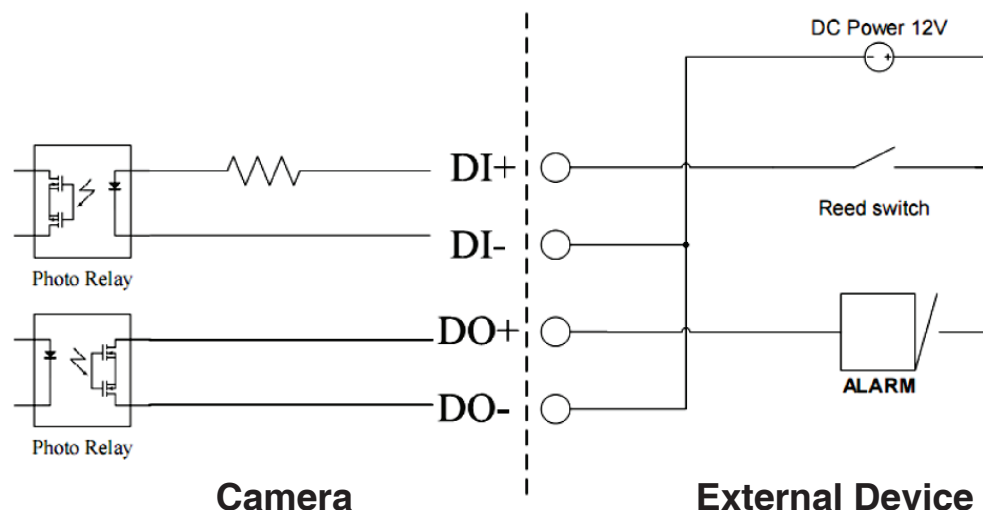 DC Power 12V
- +
DI+
Reed switch
DI-
Photo Relay
DO+
ALARM
DO-
Photo Relay
Camera
External Device